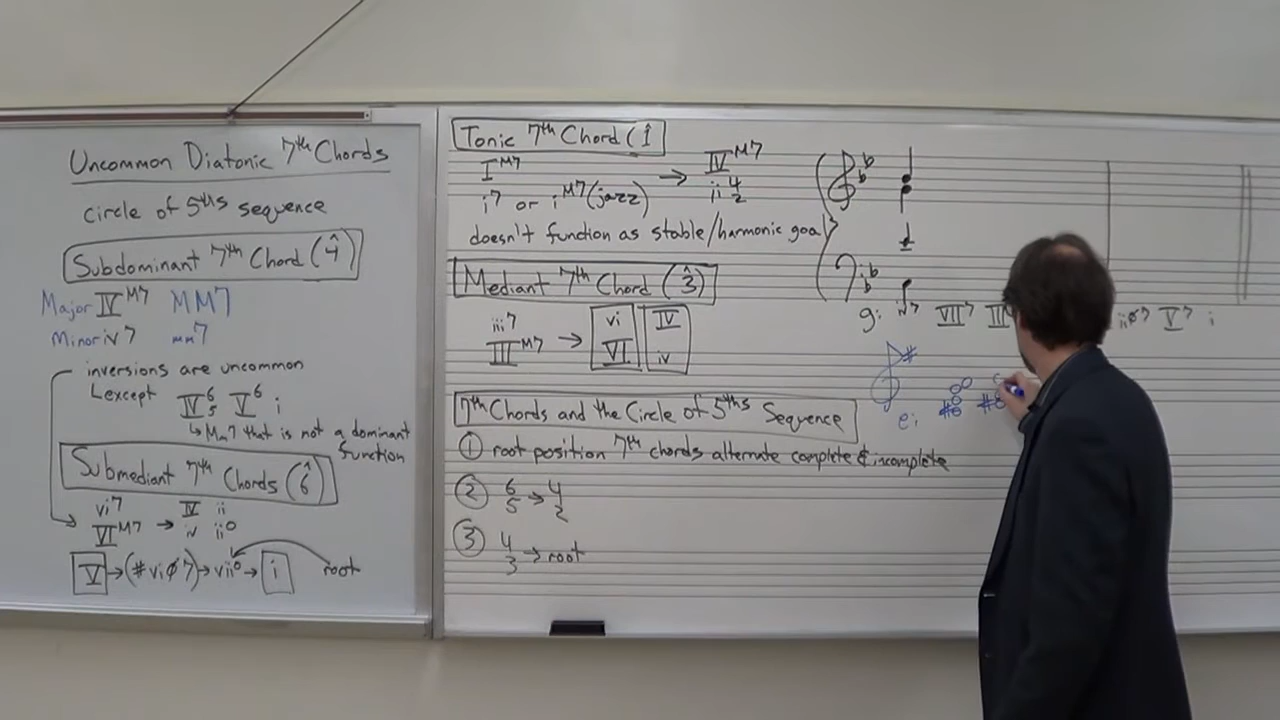 Uncommon Diatonic 7th Chords
Circle of 5ths sequence
Subdominant 7th Chord (4̂)
Major IV^M7 MM7
Minor iv7 mm7
inversions are uncommon
except IV6/5 V6 i
↳ Mm7 that is not a dominant function
Submediant 7th Chords (6̂)
vi7 IV ii
VI^M7 → iv ii°
V → (#viø7) → vii° → i root
Tonic 7th Chord (1̂
I^M7 → IV^M7
i7 or i^M7 (jazz) ii4/2
doesn't function as stable/harmonic goal
Mediant 7th Chord (3̂)
iii7 vi IV
III^M7 → VI iv
7th Chords and the Circle of 5ths Sequence
① root position 7th chords alternate complete & incomplete
② 6/5 → 4/2
③ 4/3 → root
g: iv7 VII7 III iiø7 V7 i
e: